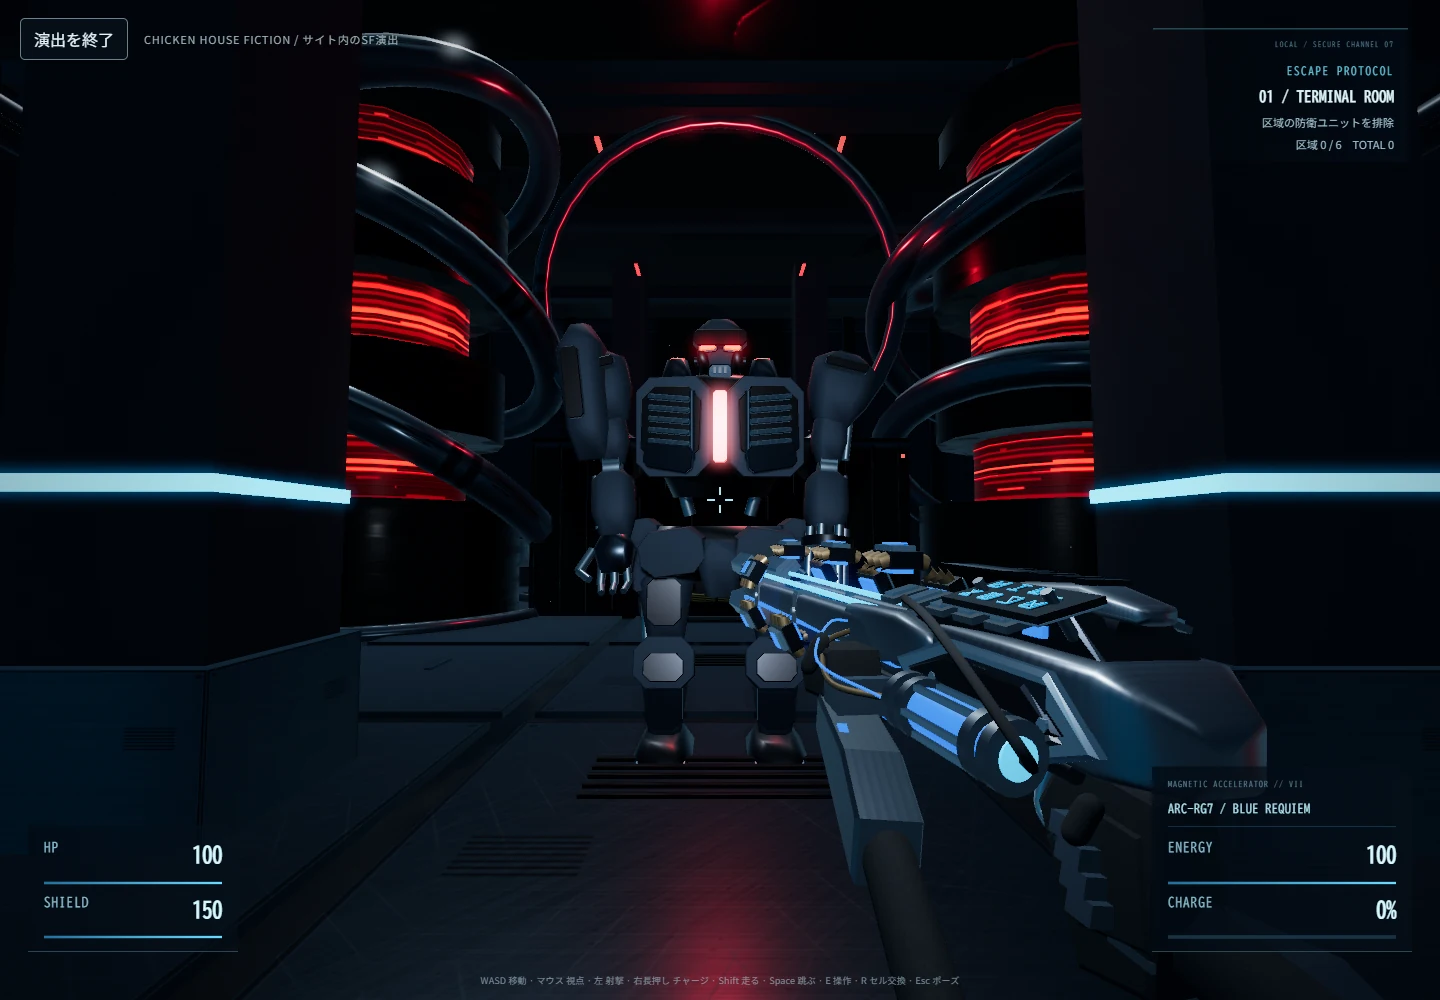 演出を終了
CHICKEN HOUSE FICTION / サイト内のSF演出
LOCAL / SECURE CHANNEL 07
ESCAPE PROTOCOL
01 / TERMINAL ROOM
区域の防衛ユニットを排除
区域 0 / 6 TOTAL 0
HP
100
SHIELD
150
MAGNETIC ACCELERATOR // VII
ARC-RG7 / BLUE REQUIEM
ENERGY
100
CHARGE
0%
WASD 移動・マウス 視点・左 射撃・右長押し チャージ・Shift 走る・Space 跳ぶ・E 操作・R セル交換・Esc ポーズ